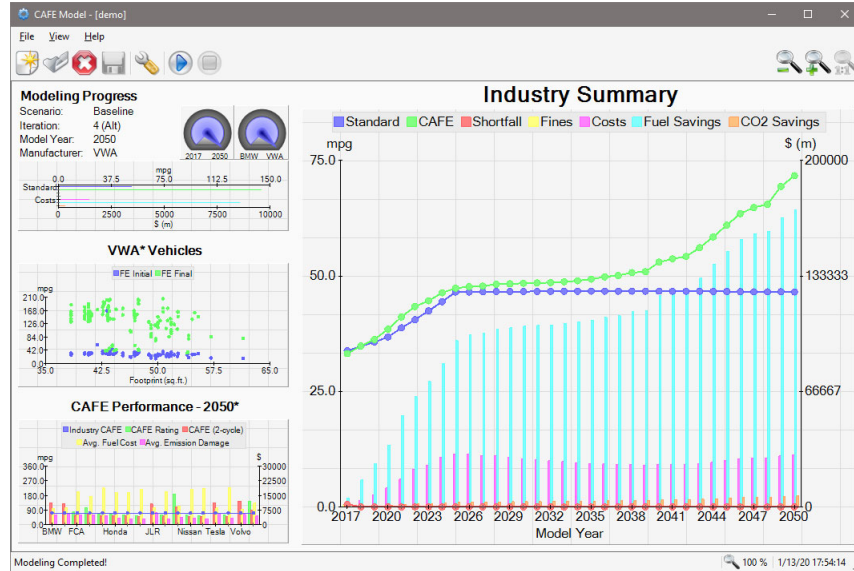 CAFE Model - [demo]
File View Help
Modeling Progress
Scenario: Baseline
Iteration: 4 (Alt)
Model Year: 2050
Manufacturer: VWA
2017 2050 BMW VWA
mpg
0.0 37.5 75.0 112.5 150.0
Standard
Costs
0 2500 5000 7500 10000
$ (m)
VWA* Vehicles
FE Initial FE Final
mpg
210.0
168.0
126.0
84.0
42.0
0.0
35.0 42.5 50.0 57.5 65.0
Footprint (sq.ft.)
CAFE Performance - 2050*
Industry CAFE CAFE Rating CAFE (2-cycle)
Avg. Fuel Cost Avg. Emission Damage
mpg $
360.0 30000
270.0 22500
180.0 15000
90.0 7500
0.0 0
BMW FCA Honda JLR Nissan Tesla Volvo
Industry Summary
Standard CAFE Shortfall Fines Costs Fuel Savings CO2 Savings
mpg $ (m)
75.0 200000
50.0 133333
25.0 66667
0.0 0
2017 2020 2023 2026 2029 2032 2035 2038 2041 2044 2047 2050
Model Year
Modeling Completed!
100 % 1/13/20 17:54:14